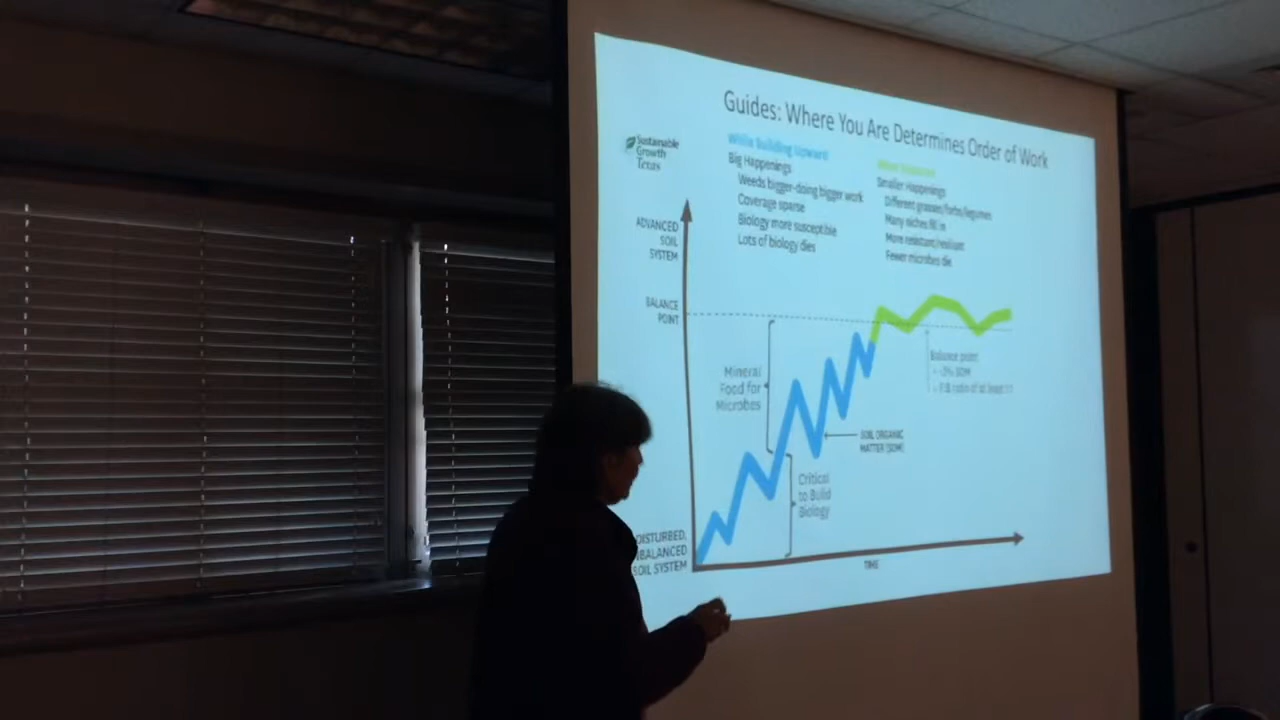 Guides: Where You Are Determines Order of Work
Sustainable
Growth
Texas
While Building Upward
Big Happenings
Weeds bigger-doing bigger work
Coverage sparse
Biology more susceptible
Lots of biology dies
Smaller Happenings
Different grasses/forbs/legumes
Many niches fill in
More resistant/resilient
Fewer microbes die
ADVANCED
SOIL
SYSTEM
BALANCE
POINT
Mineral
Food for
Microbes
Balance point
SOIL ORGANIC
MATTER (SOM)
Critical
to Build
Biology
DISTURBED,
SOIL SYSTEM
TIME